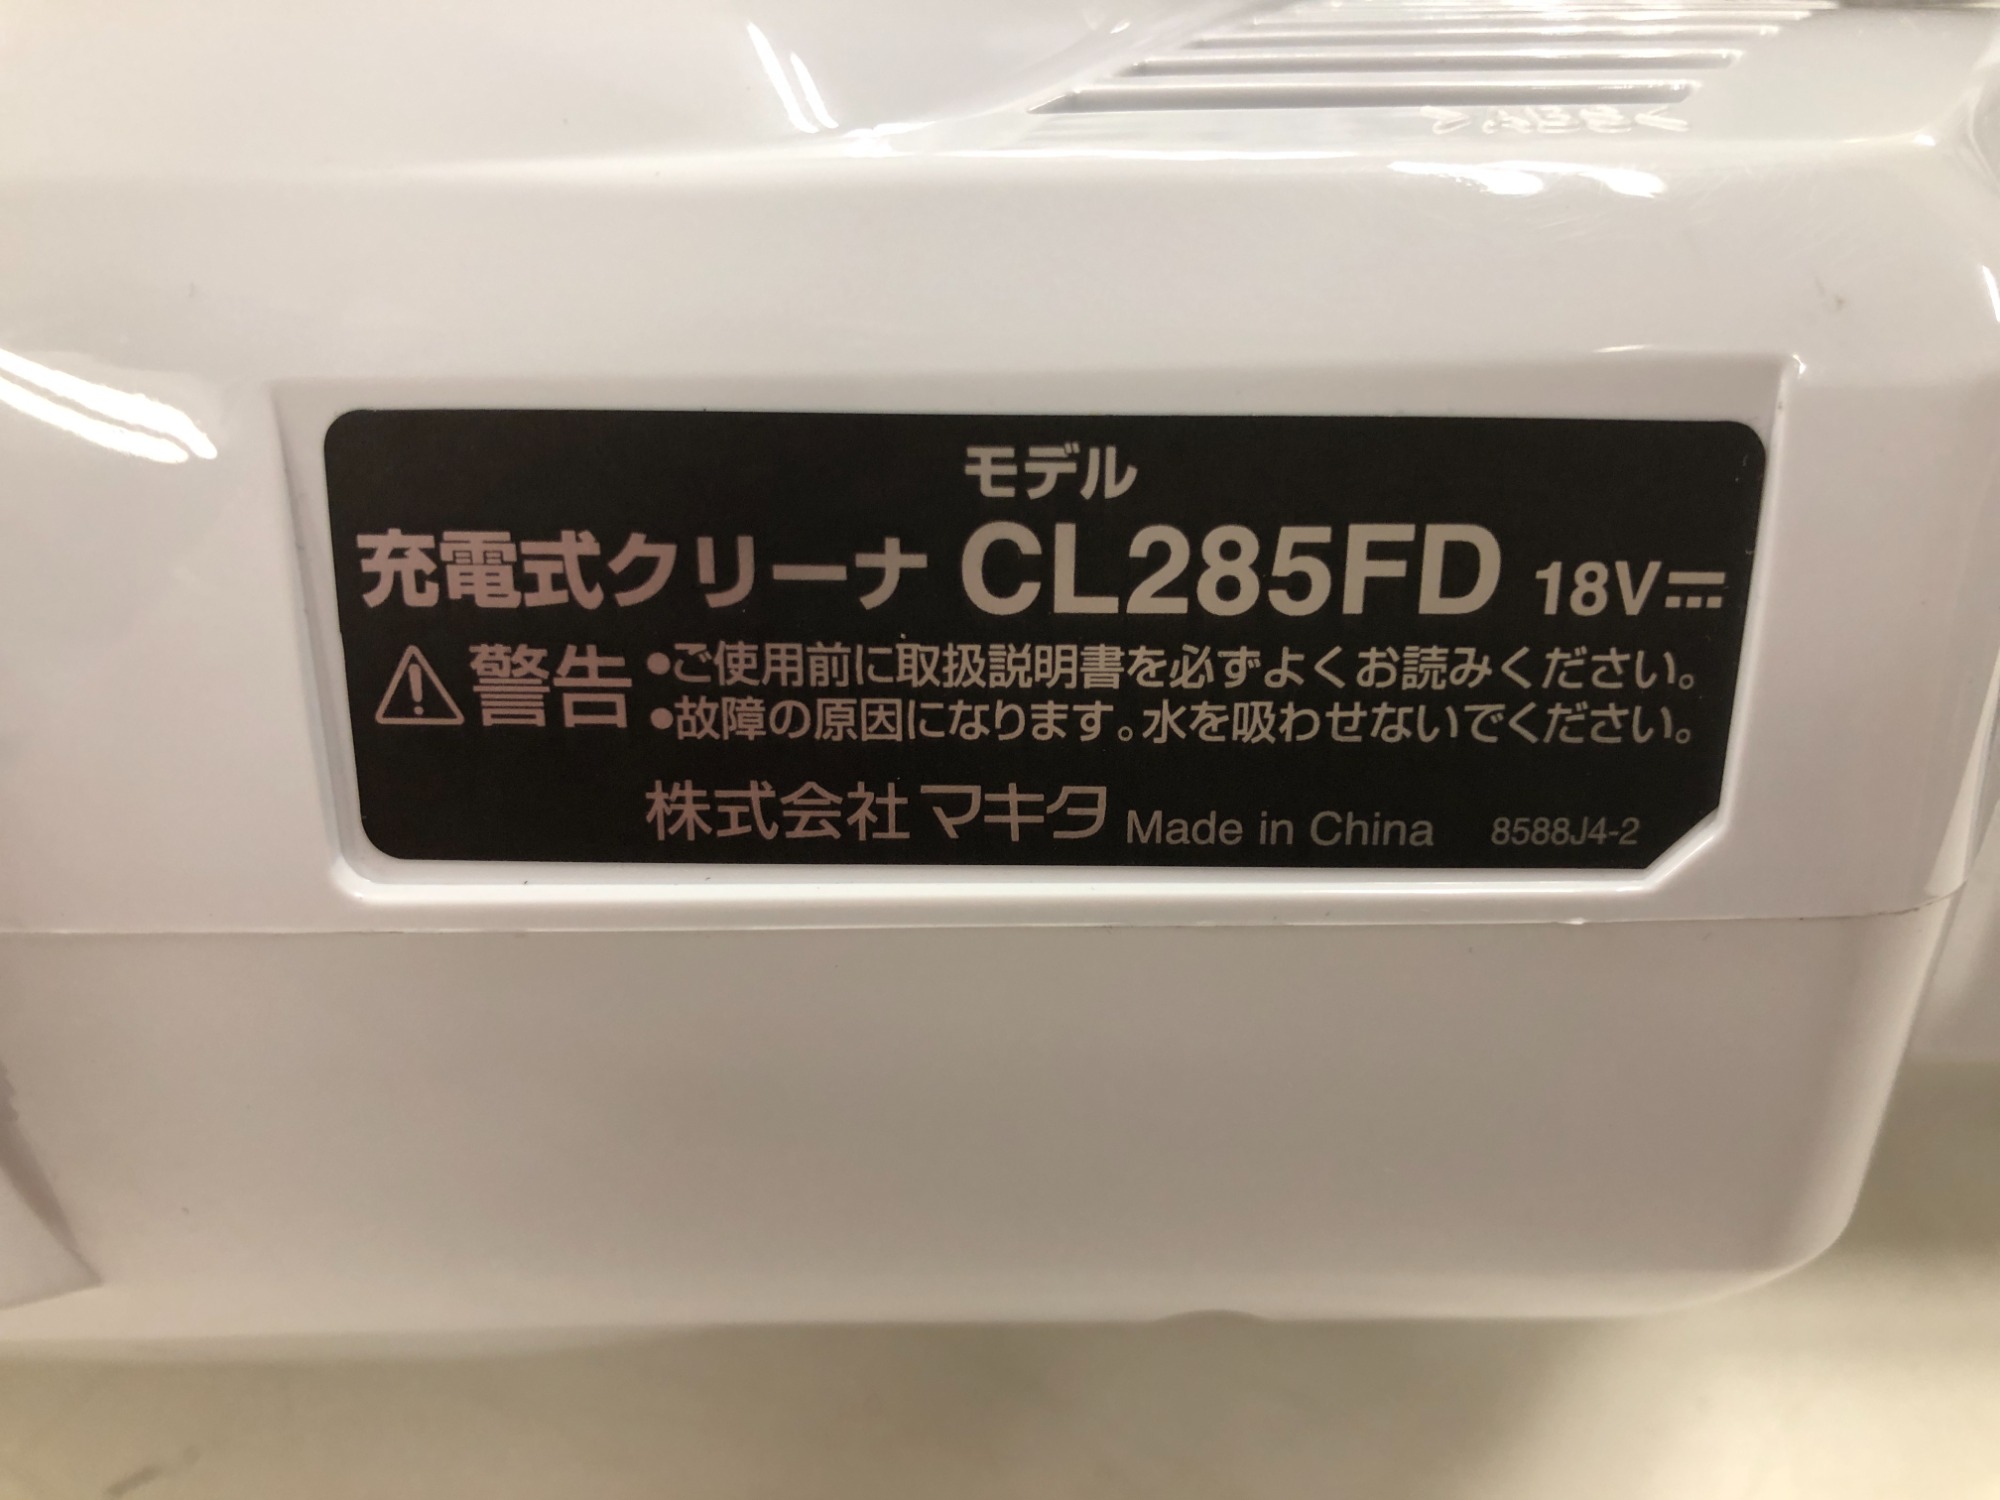 モデル
充電式クリーナ CL285FD 18V⎓
⚠警告 •ご使用前に取扱説明書を必ずよくお読みください。
•故障の原因になります。水を吸わせないでください。
株式会社マキタ Made in China 8588J4-2